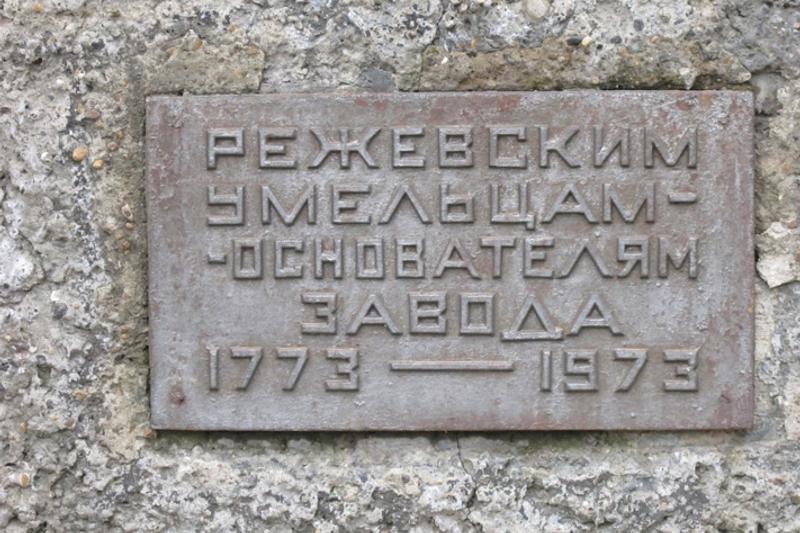 РЕЖЕВСКИМ
УМЕЛЬЦАМ-
-ОСНОВАТЕЛЯМ
ЗАВОДА
1773 — 1973